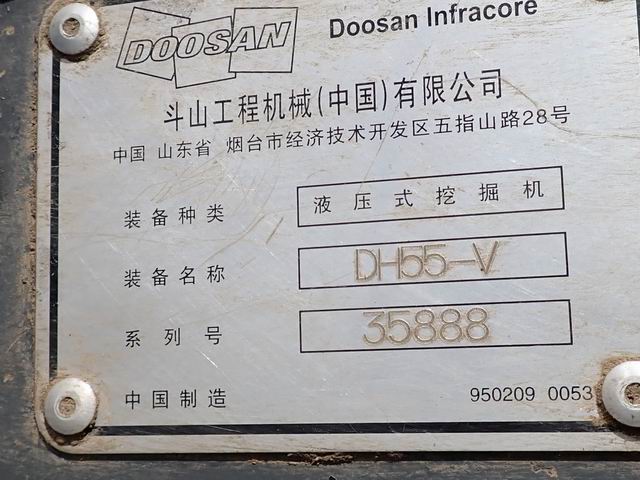 DOOSAN Doosan Infracore
斗山工程机械(中国)有限公司
中国 山东省 烟台市经济技术开发区五指山路28号
装备种类 液压式挖掘机
装备名称 DH55-V
系列号 35888
中国制造 950209 0053